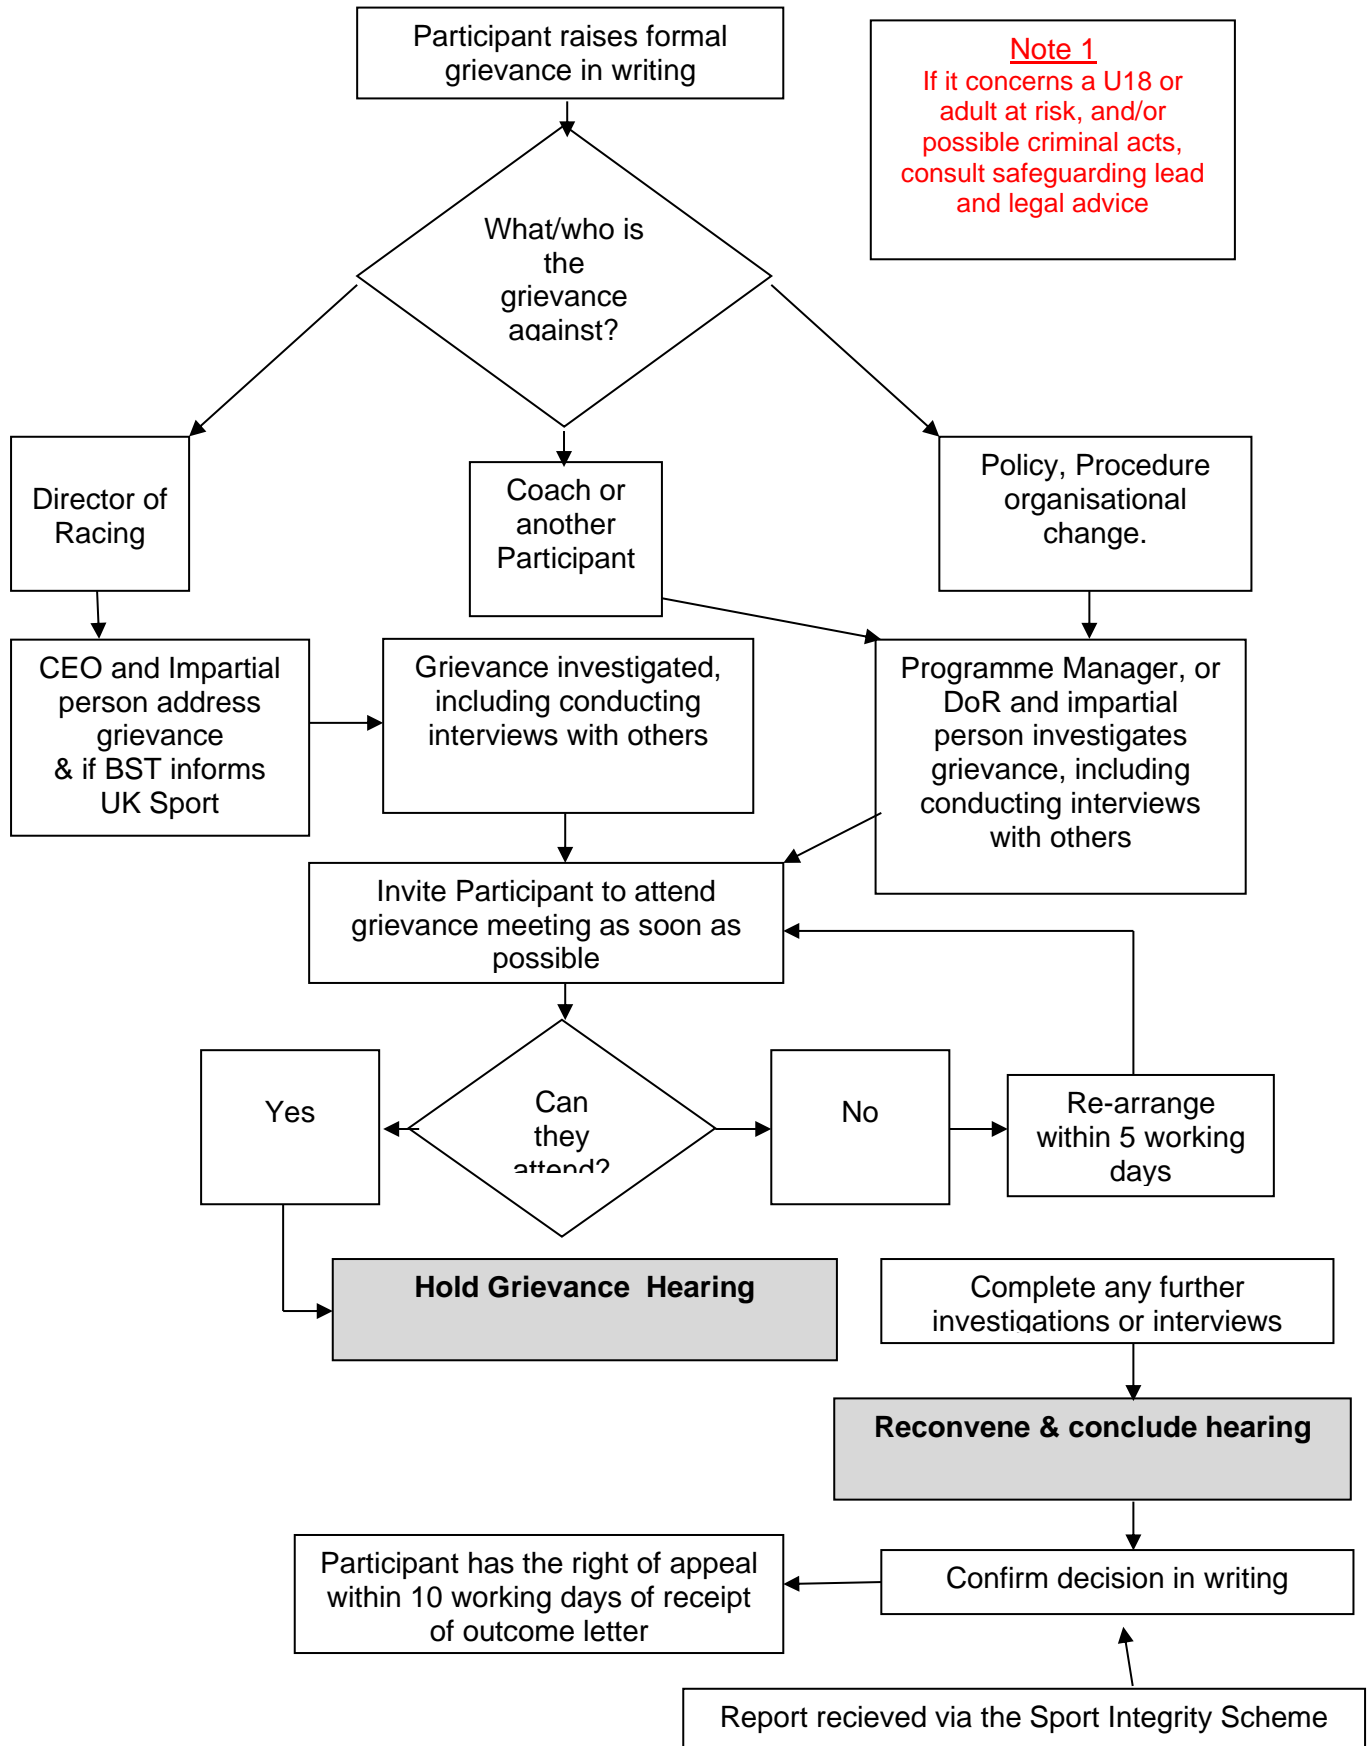 Participant raises formal
grievance in writing
Note 1
If it concerns a U18 or
adult at risk, and/or
possible criminal acts,
consult safeguarding lead
and legal advice
What/who is
the
grievance
against?
Director of
Racing
Coach or
another
Participant
Policy, Procedure
organisational
change.
CEO and Impartial
person address
grievance
& if BST informs
UK Sport
Grievance investigated,
including conducting
interviews with others
Programme Manager, or
DoR and impartial
person investigates
grievance, including
conducting interviews
with others
Invite Participant to attend
grievance meeting as soon as
possible
Yes
Can
they
attend?
No
Re-arrange
within 5 working
days
Hold Grievance  Hearing
Complete any further
investigations or interviews
Reconvene & conclude hearing
Participant has the right of appeal
within 10 working days of receipt
of outcome letter
Confirm decision in writing
Report recieved via the Sport Integrity Scheme